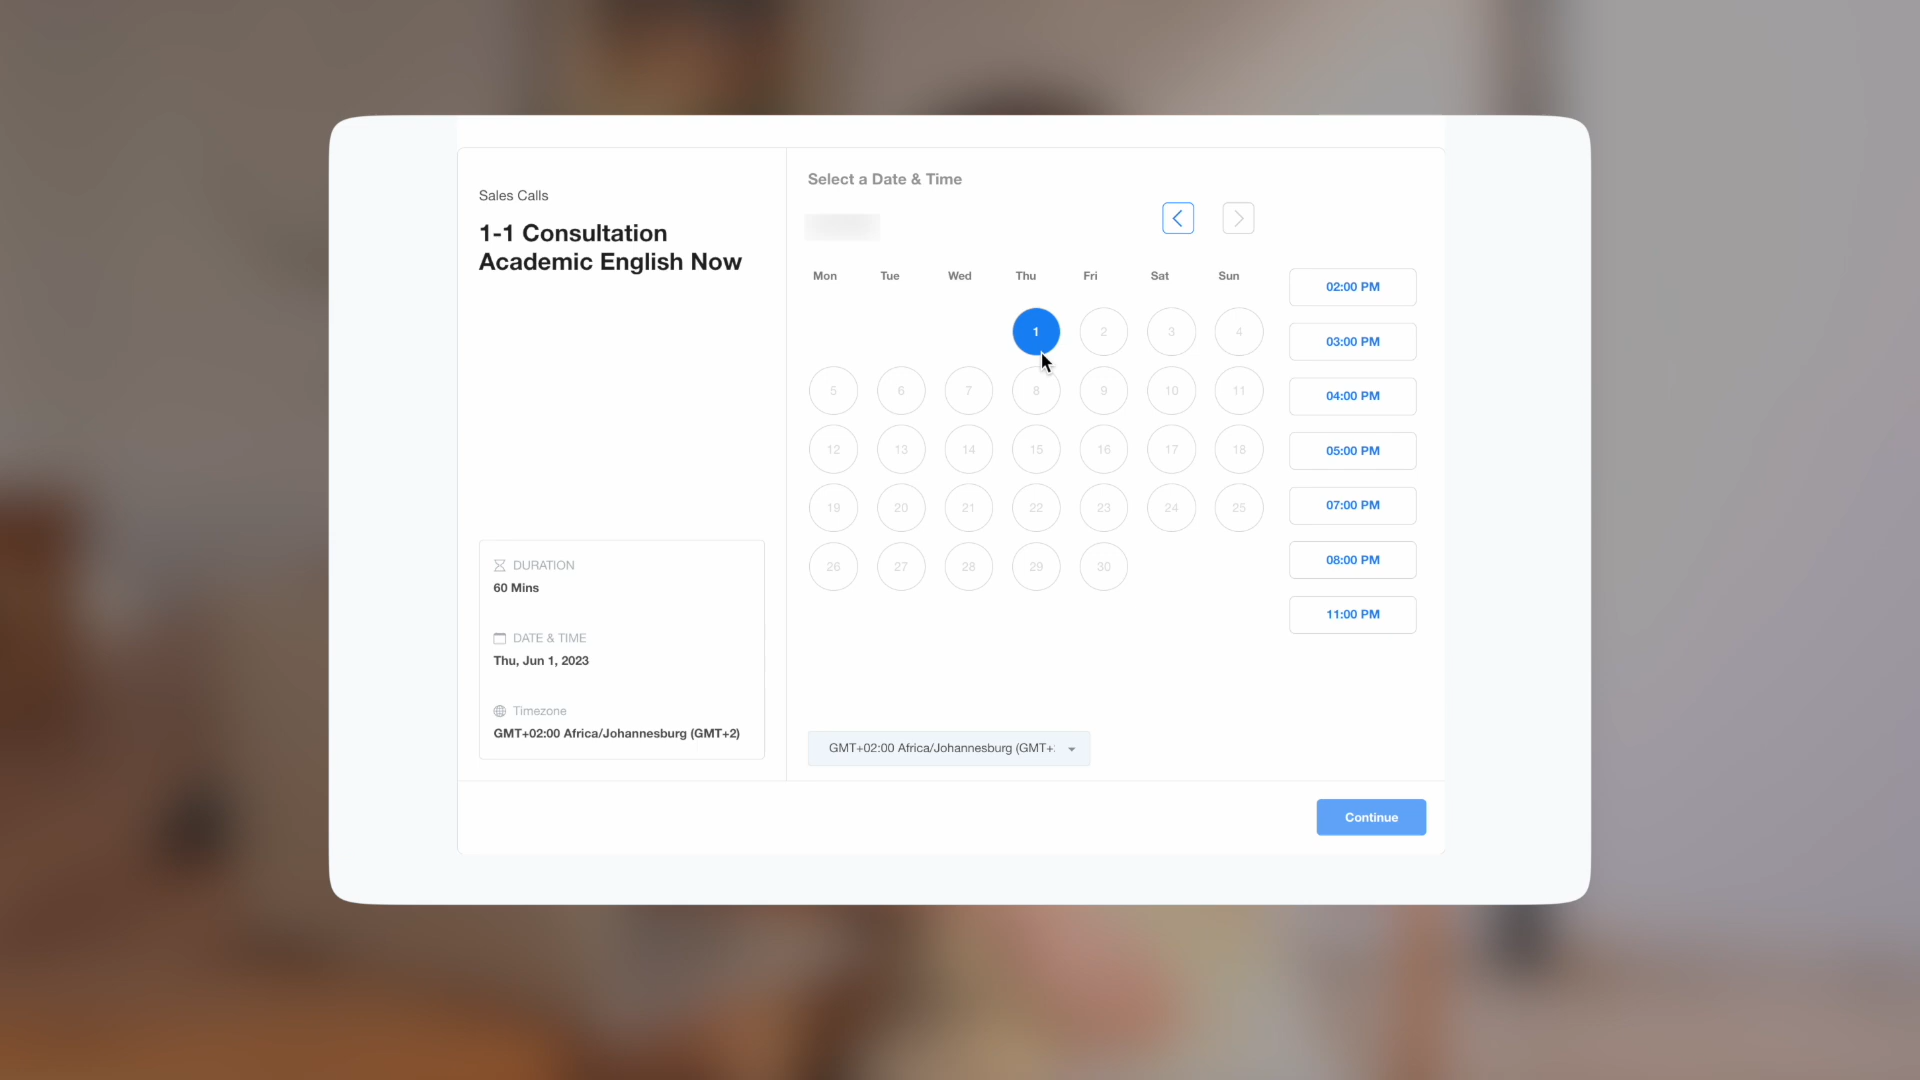 Sales Calls
1-1 Consultation
Academic English Now
DURATION
60 Mins
DATE & TIME
Thu, Jun 1, 2023
Timezone
GMT+02:00 Africa/Johannesburg (GMT+2)
Select a Date & Time
Mon Tue Wed Thu Fri Sat Sun
1 2 3 4
5 6 7 8 9 10 11
12 13 14 15 16 17 18
19 20 21 22 23 24 25
26 27 28 29 30
02:00 PM
03:00 PM
04:00 PM
05:00 PM
07:00 PM
08:00 PM
11:00 PM
GMT+02:00 Africa/Johannesburg (GMT+
Continue